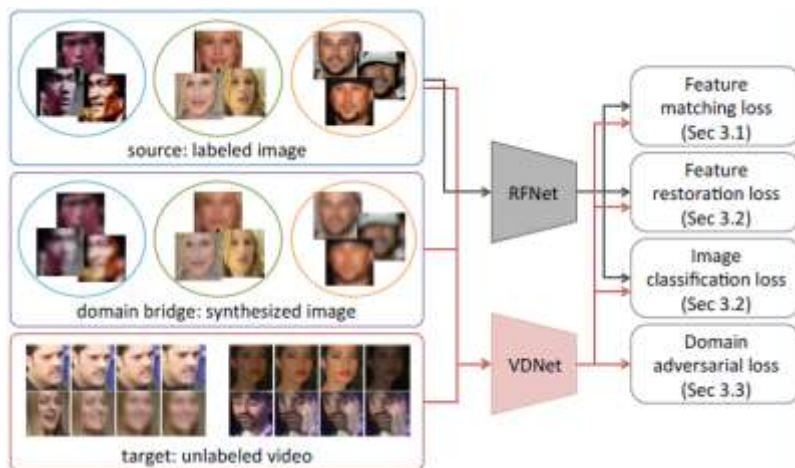 source: labeled image
domain bridge: synthesized image
target: unlabeled video
RFNet
VDNet
Feature
matching loss
(Sec 3.1)
Feature
restoration loss
(Sec 3.2)
Image
classification loss
(Sec 3.2)
Domain
adversarial loss
(Sec 3.3)